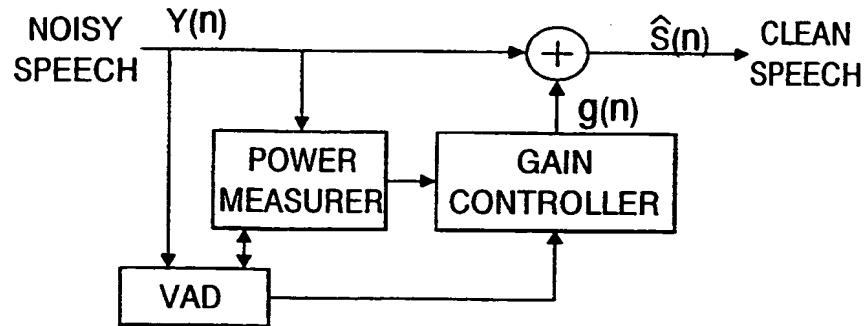 NOISY
SPEECH
Y(n)
+
Ŝ(n)
CLEAN
SPEECH
g(n)
POWER
MEASURER
GAIN
CONTROLLER
VAD